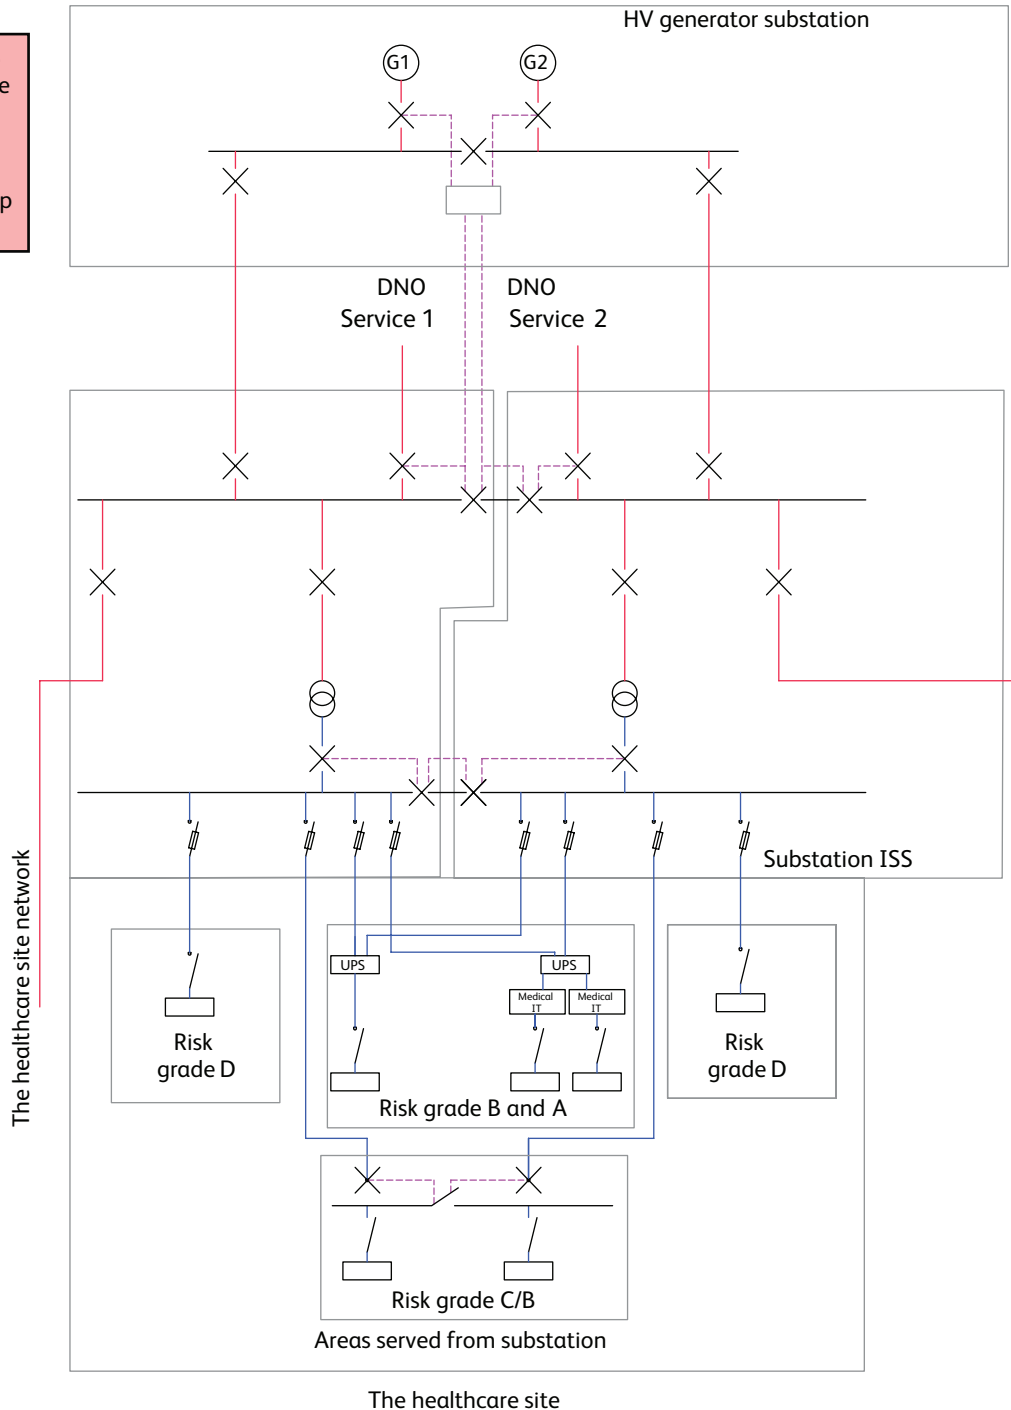 HV generator substation
e
p
G1
G2
DNO
Service 1
DNO
Service 2
Substation ISS
The healthcare site network
UPS
UPS
Medical
IT
Medical
IT
Risk
grade D
Risk grade B and A
Risk
grade D
Risk grade C/B
Areas served from substation
The healthcare site